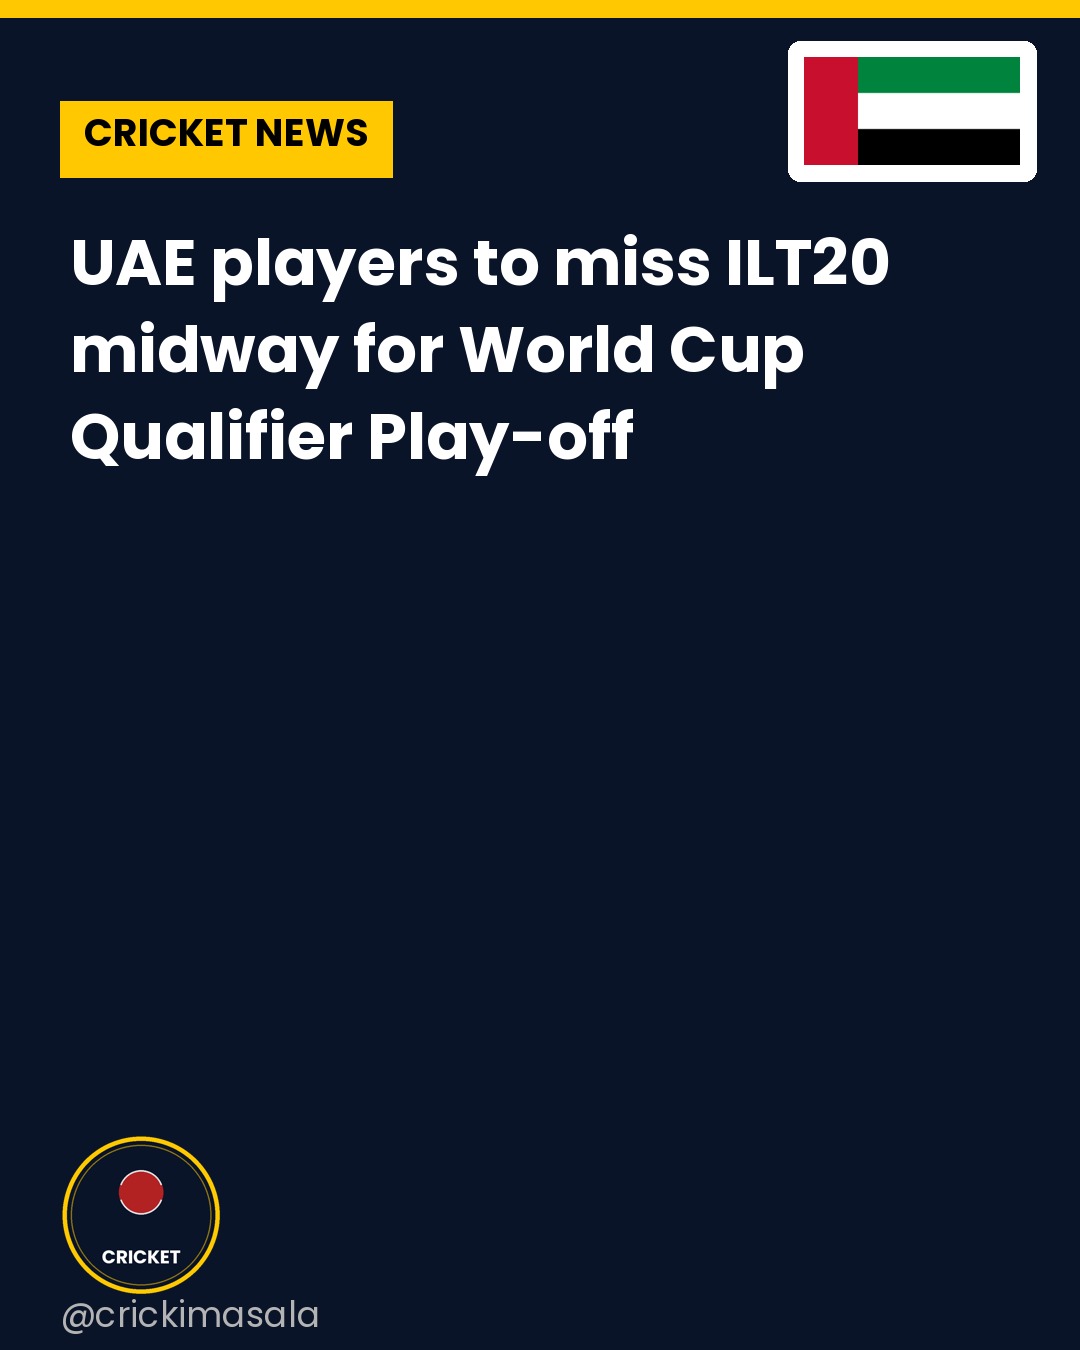 CRICKET NEWS
UAE players to miss ILT20
midway for World Cup
Qualifier Play-off
CRICKET
@crickimasala